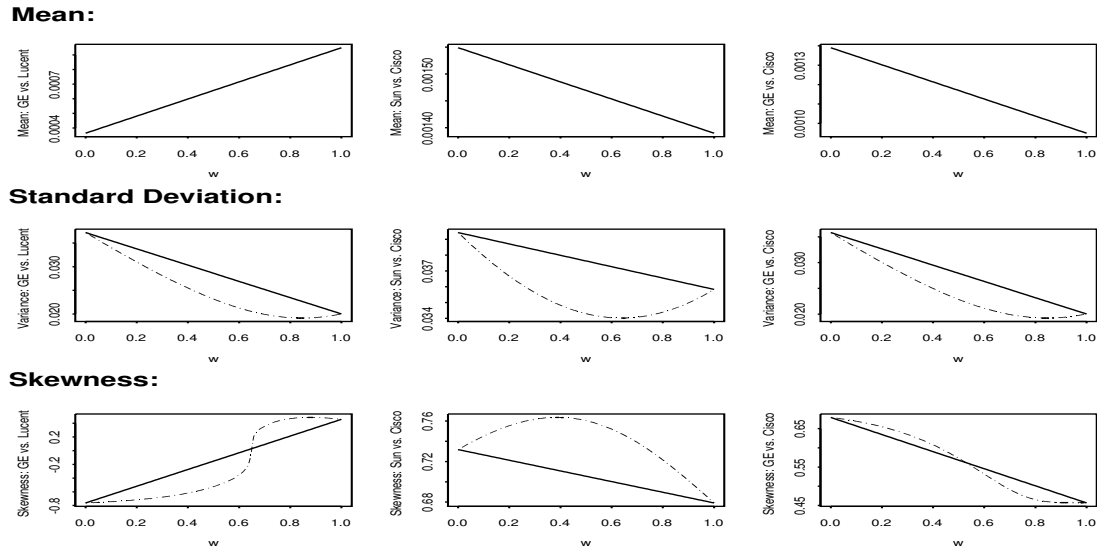 Mean:
Mean: GE vs. Lucent
0.0004 0.0007
0.0 0.2 0.4 0.6 0.8 1.0
w
Mean: Sun vs. Cisco
0.00140 0.00150
0.0 0.2 0.4 0.6 0.8 1.0
w
Mean: GE vs. Cisco
0.0010 0.0013
0.0 0.2 0.4 0.6 0.8 1.0
w
Standard Deviation:
Variance: GE vs. Lucent
0.020 0.030
0.0 0.2 0.4 0.6 0.8 1.0
w
Variance: Sun vs. Cisco
0.034 0.037
0.0 0.2 0.4 0.6 0.8 1.0
w
Variance: GE vs. Cisco
0.020 0.030
0.0 0.2 0.4 0.6 0.8 1.0
w
Skewness:
Skewness: GE vs. Lucent
-0.8 -0.2 0.2
0.0 0.2 0.4 0.6 0.8 1.0
w
Skewness: Sun vs. Cisco
0.68 0.72 0.76
0.0 0.2 0.4 0.6 0.8 1.0
w
Skewness: GE vs. Cisco
0.45 0.55 0.65
0.0 0.2 0.4 0.6 0.8 1.0
w